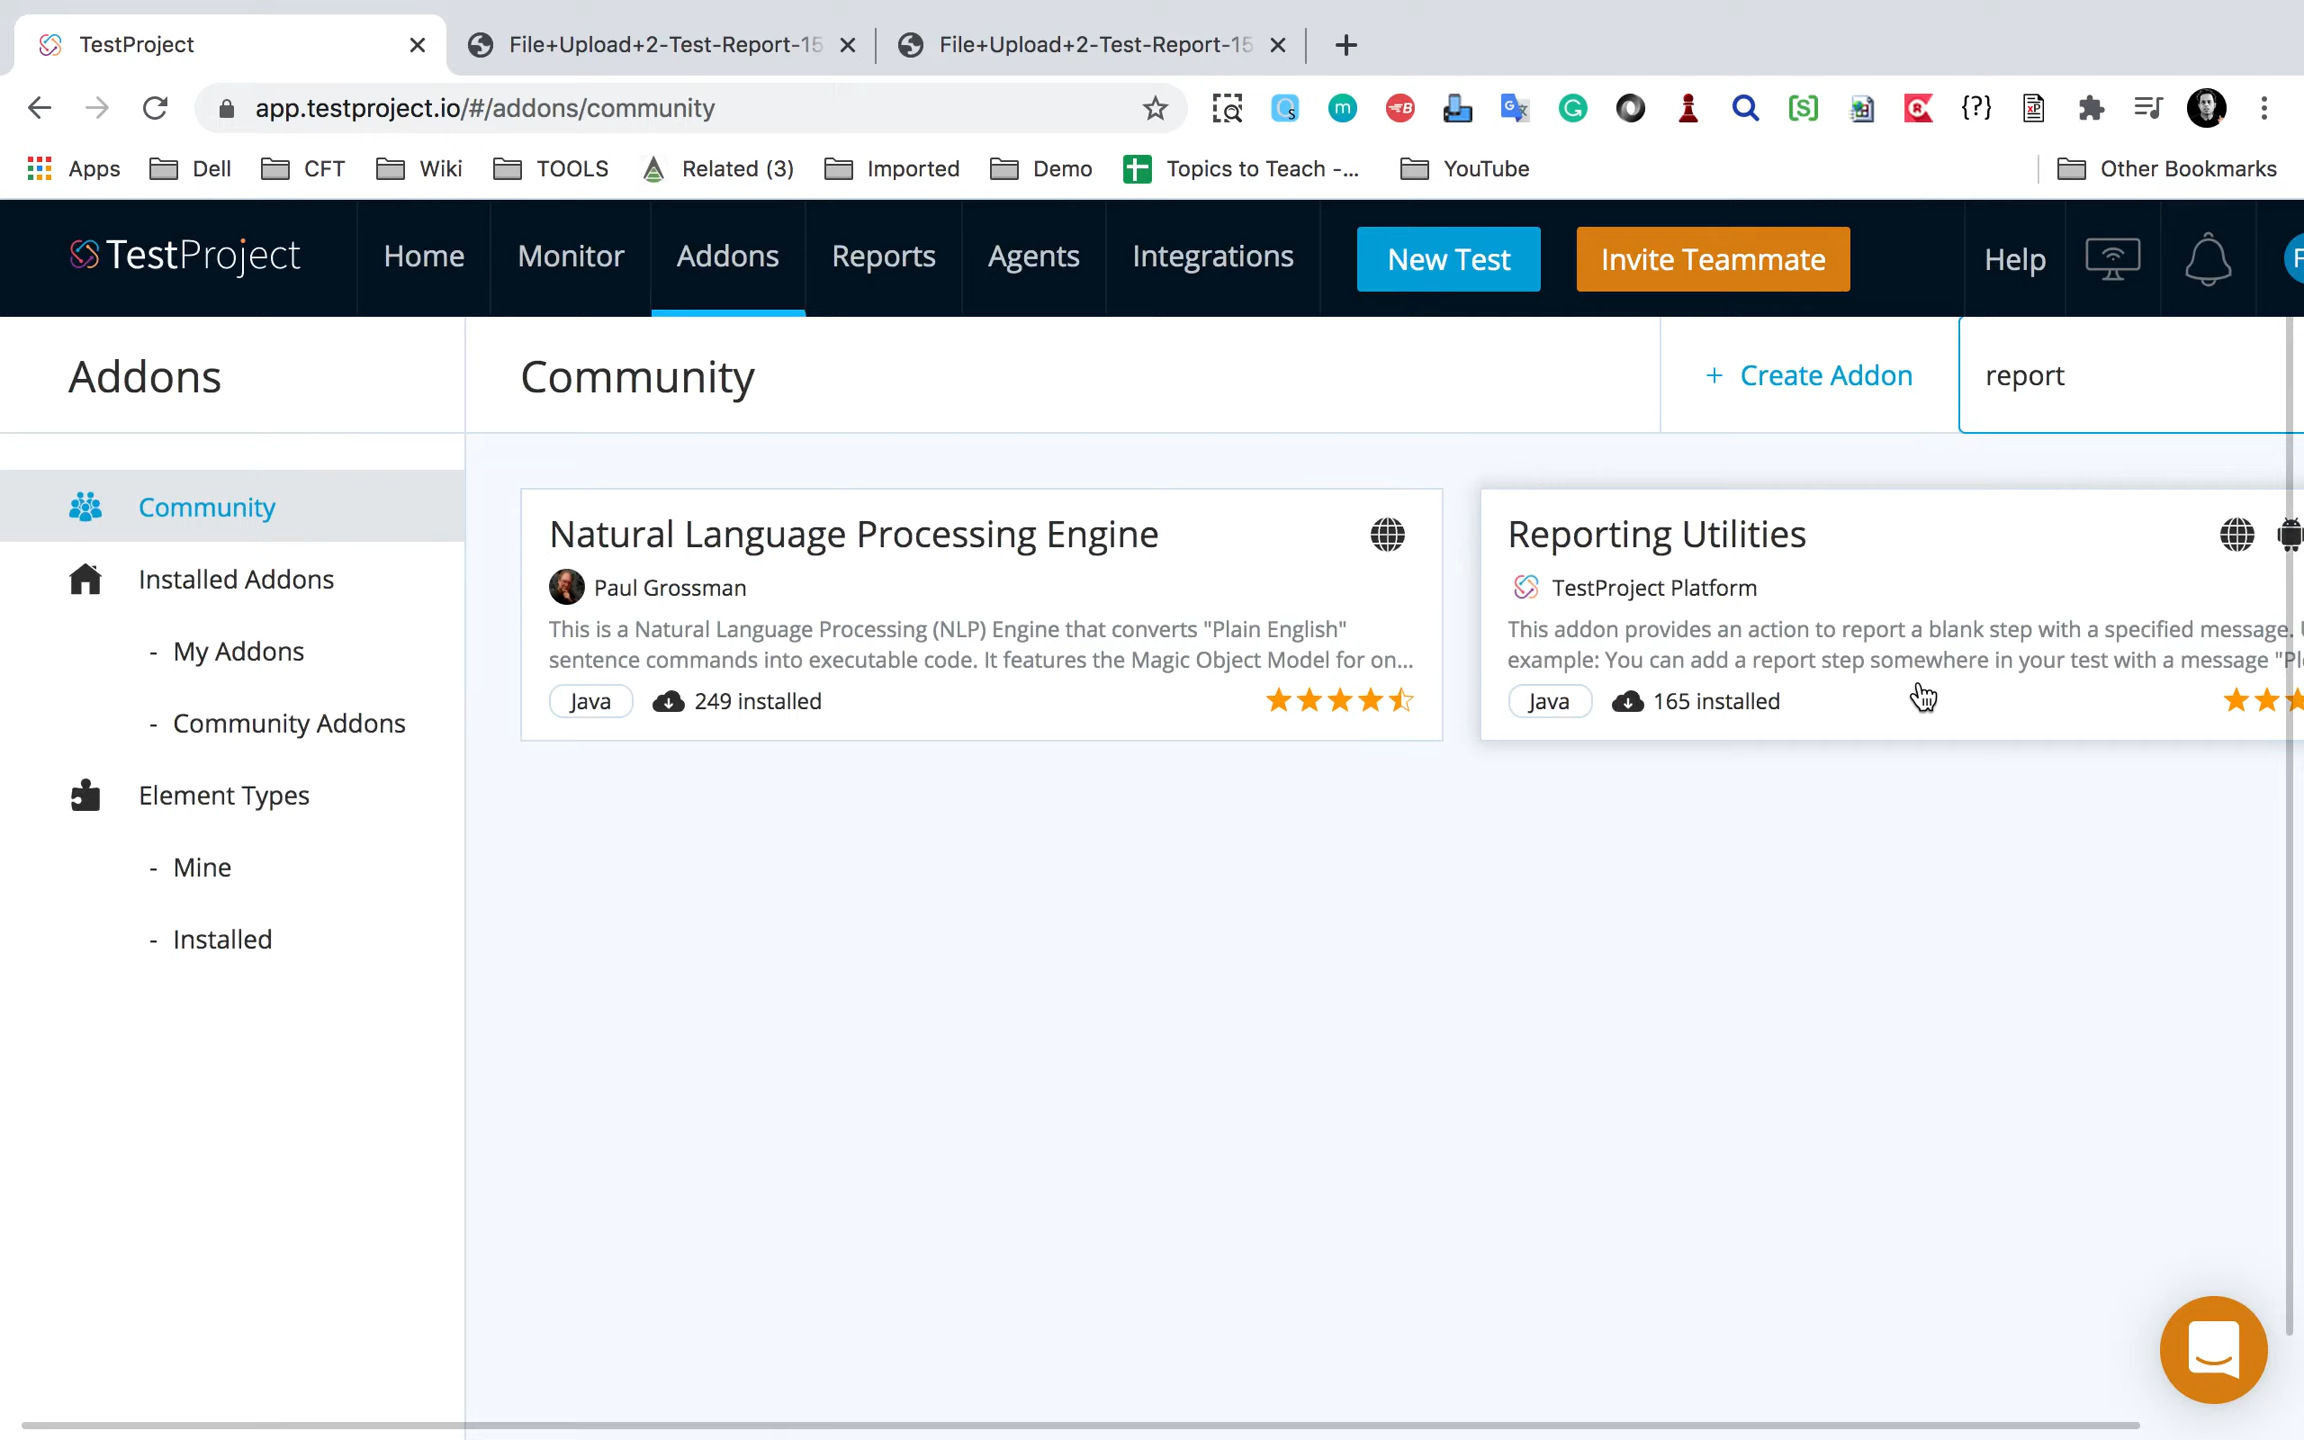 TestProject
File+Upload+2-Test-Report-15
File+Upload+2-Test-Report-15
app.testproject.io/#/addons/community
Apps
Dell
CFT
Wiki
TOOLS
Related (3)
Imported
Demo
Topics to Teach -...
YouTube
Other Bookmarks
TestProject
Home
Monitor
Addons
Reports
Agents
Integrations
New Test
Invite Teammate
Help
Addons
Community
+ Create Addon
report
Community
Installed Addons
- My Addons
- Community Addons
Element Types
- Mine
- Installed
Natural Language Processing Engine
Paul Grossman
This is a Natural Language Processing (NLP) Engine that converts "Plain English"
sentence commands into executable code. It features the Magic Object Model for on...
Java
249 installed
Reporting Utilities
TestProject Platform
This addon provides an action to report a blank step with a specified message.
example: You can add a report step somewhere in your test with a message
Java
165 installed